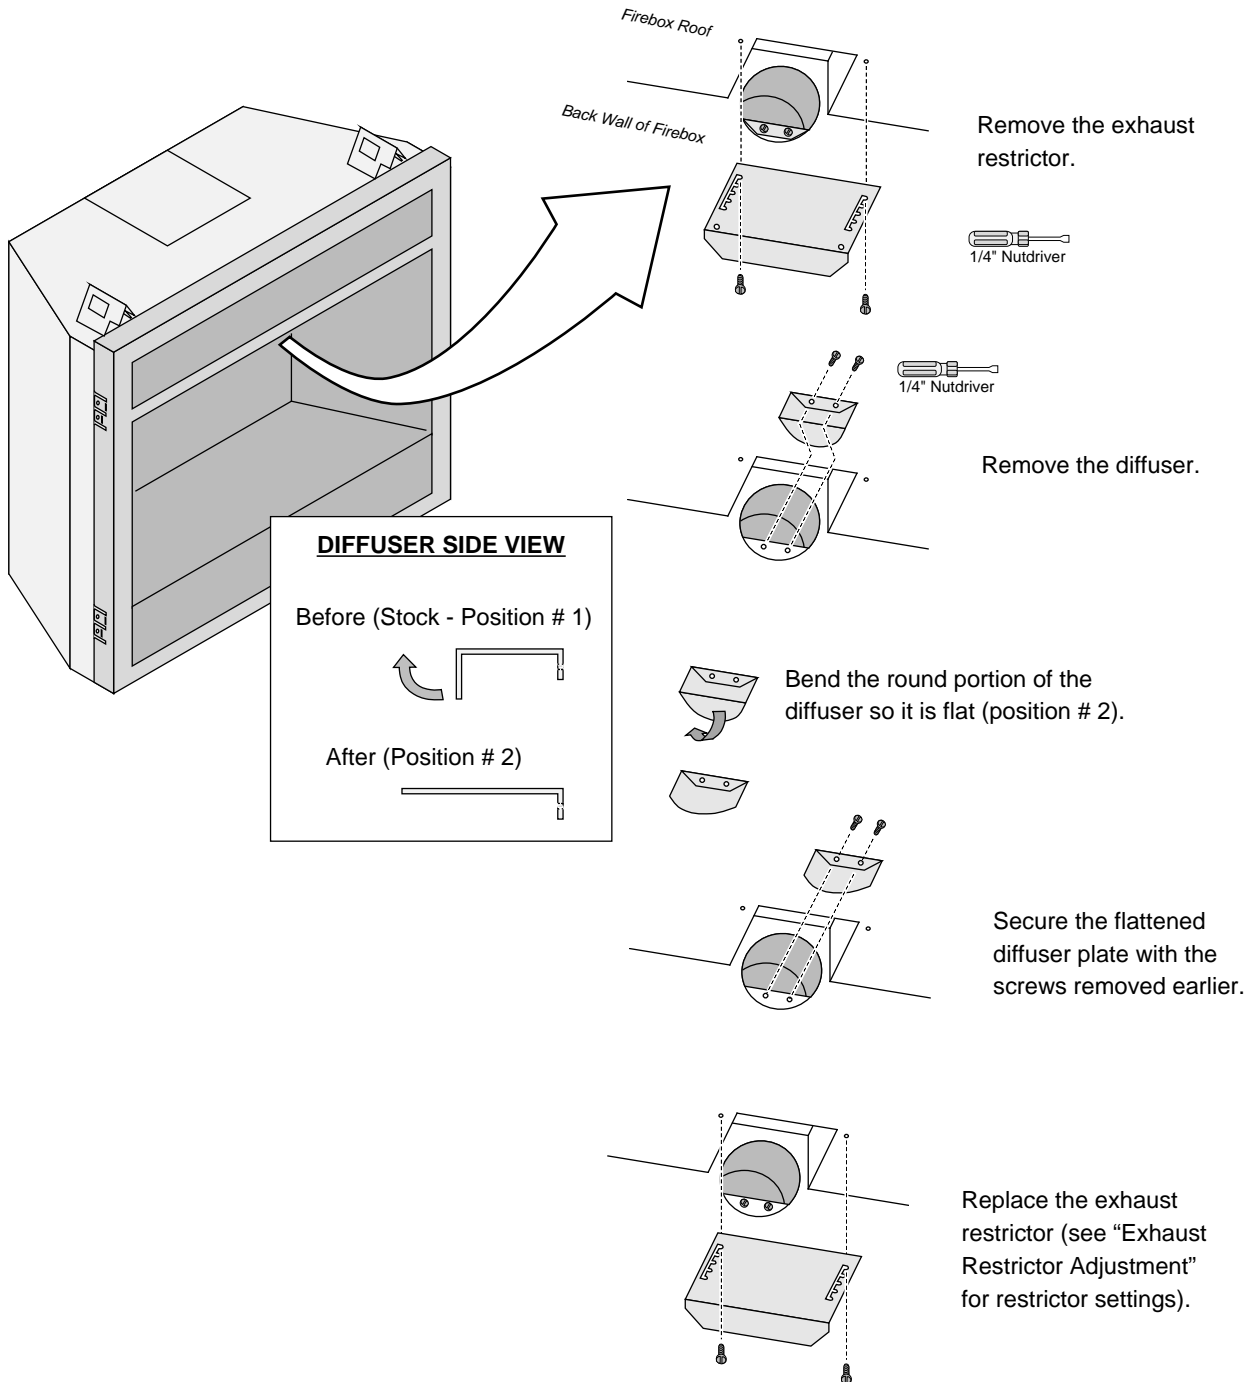 Firebox Roof
Back Wall of Firebox
Remove the exhaust
restrictor.
1/4" Nutdriver
1/4" Nutdriver
Remove the diffuser.
DIFFUSER SIDE VIEW
Before (Stock - Position # 1)
After (Position # 2)
Bend the round portion of the
diffuser so it is flat (position # 2).
Secure the flattened
diffuser plate with the
screws removed earlier.
Replace the exhaust
restrictor (see “Exhaust
Restrictor Adjustment”
for restrictor settings).